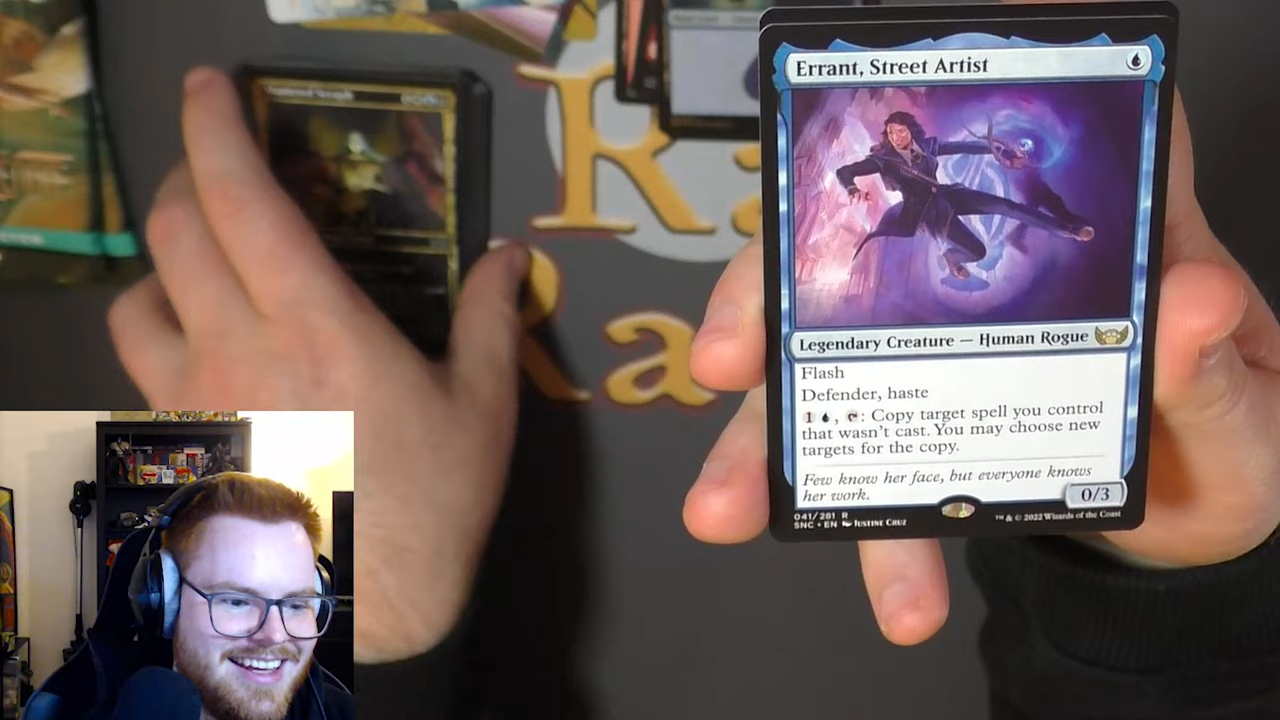 Errant, Street Artist
Legendary Creature — Human Rogue
Flash
Defender, haste
1 , : Copy target spell you control
that wasn't cast. You may choose new
targets for the copy.
Few know her face, but everyone knows
her work.
0/3
041/281 R
SNC • EN Justine Cruz
™ & © 2022 Wizards of the Coast
Ra
Ra